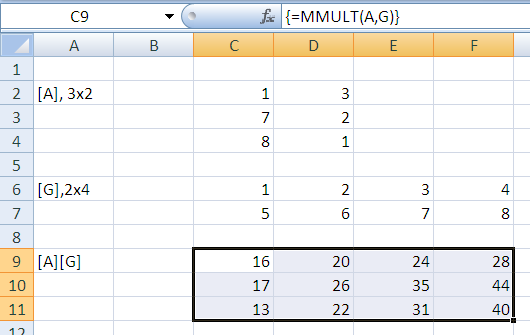 C9 fx {=MMULT(A,G)}
A B C D E F
1
2 [A], 3x2 1 3
3 7 2
4 8 1
5
6 [G],2x4 1 2 3 4
7 5 6 7 8
8
9 [A][G] 16 20 24 28
10 17 26 35 44
11 13 22 31 40
12